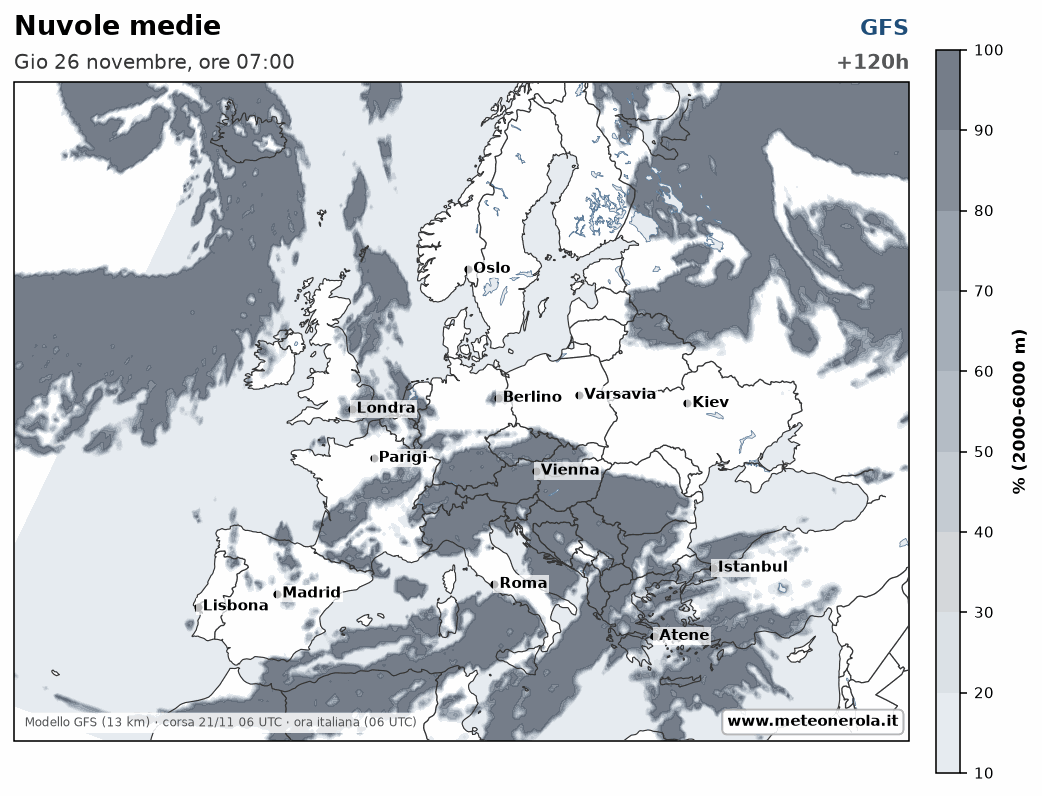 Nuvole medie
GFS
Gio 26 novembre, ore 07:00
+120h
100
90
80
70
60
50
40
30
20
10
% (2000-6000 m)
Oslo
Berlino
Varsavia
Londra
Kiev
Parigi
Vienna
Istanbul
Roma
Madrid
Lisbona
Atene
Modello GFS (13 km) · corsa 21/11 06 UTC · ora italiana (06 UTC)
www.meteonerola.it